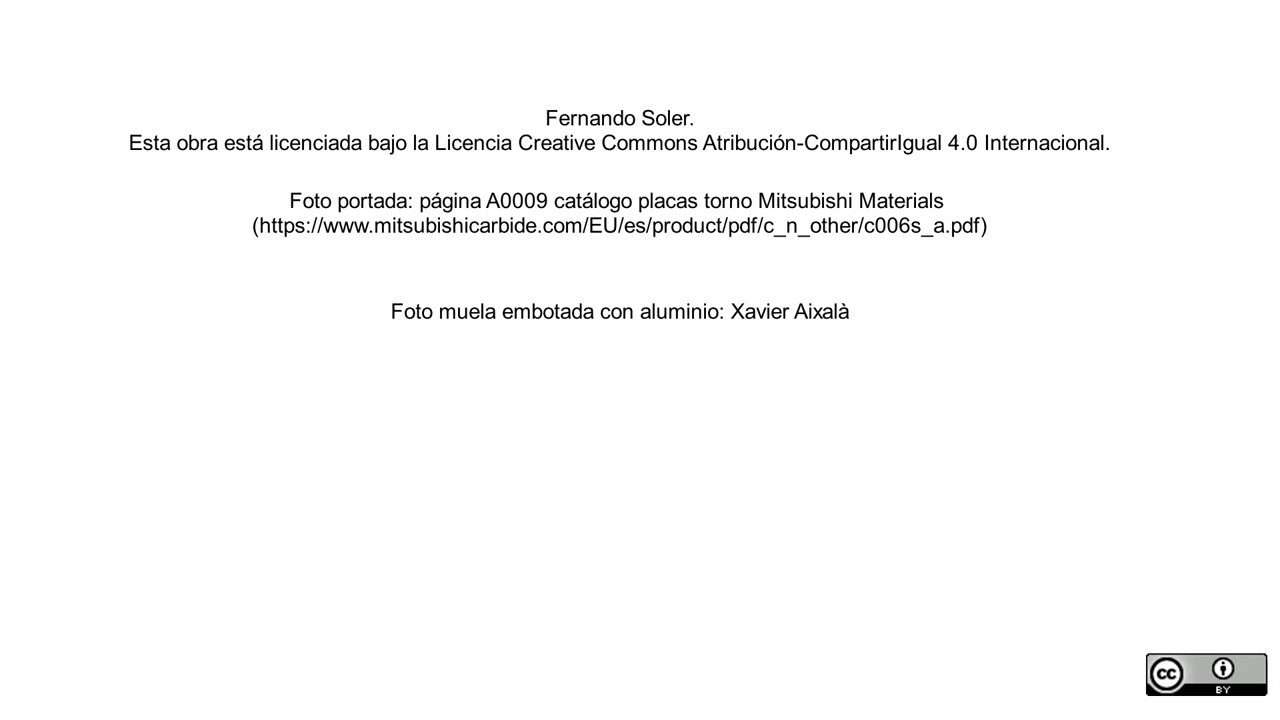 Fernando Soler.
Esta obra está licenciada bajo la Licencia Creative Commons Atribución-CompartirIgual 4.0 Internacional.
Foto portada: página A0009 catálogo placas torno Mitsubishi Materials
(https://www.mitsubishicarbide.com/EU/es/product/pdf/c_n_other/c006s_a.pdf)
Foto muela embotada con aluminio: Xavier Aixalà
cc
BY